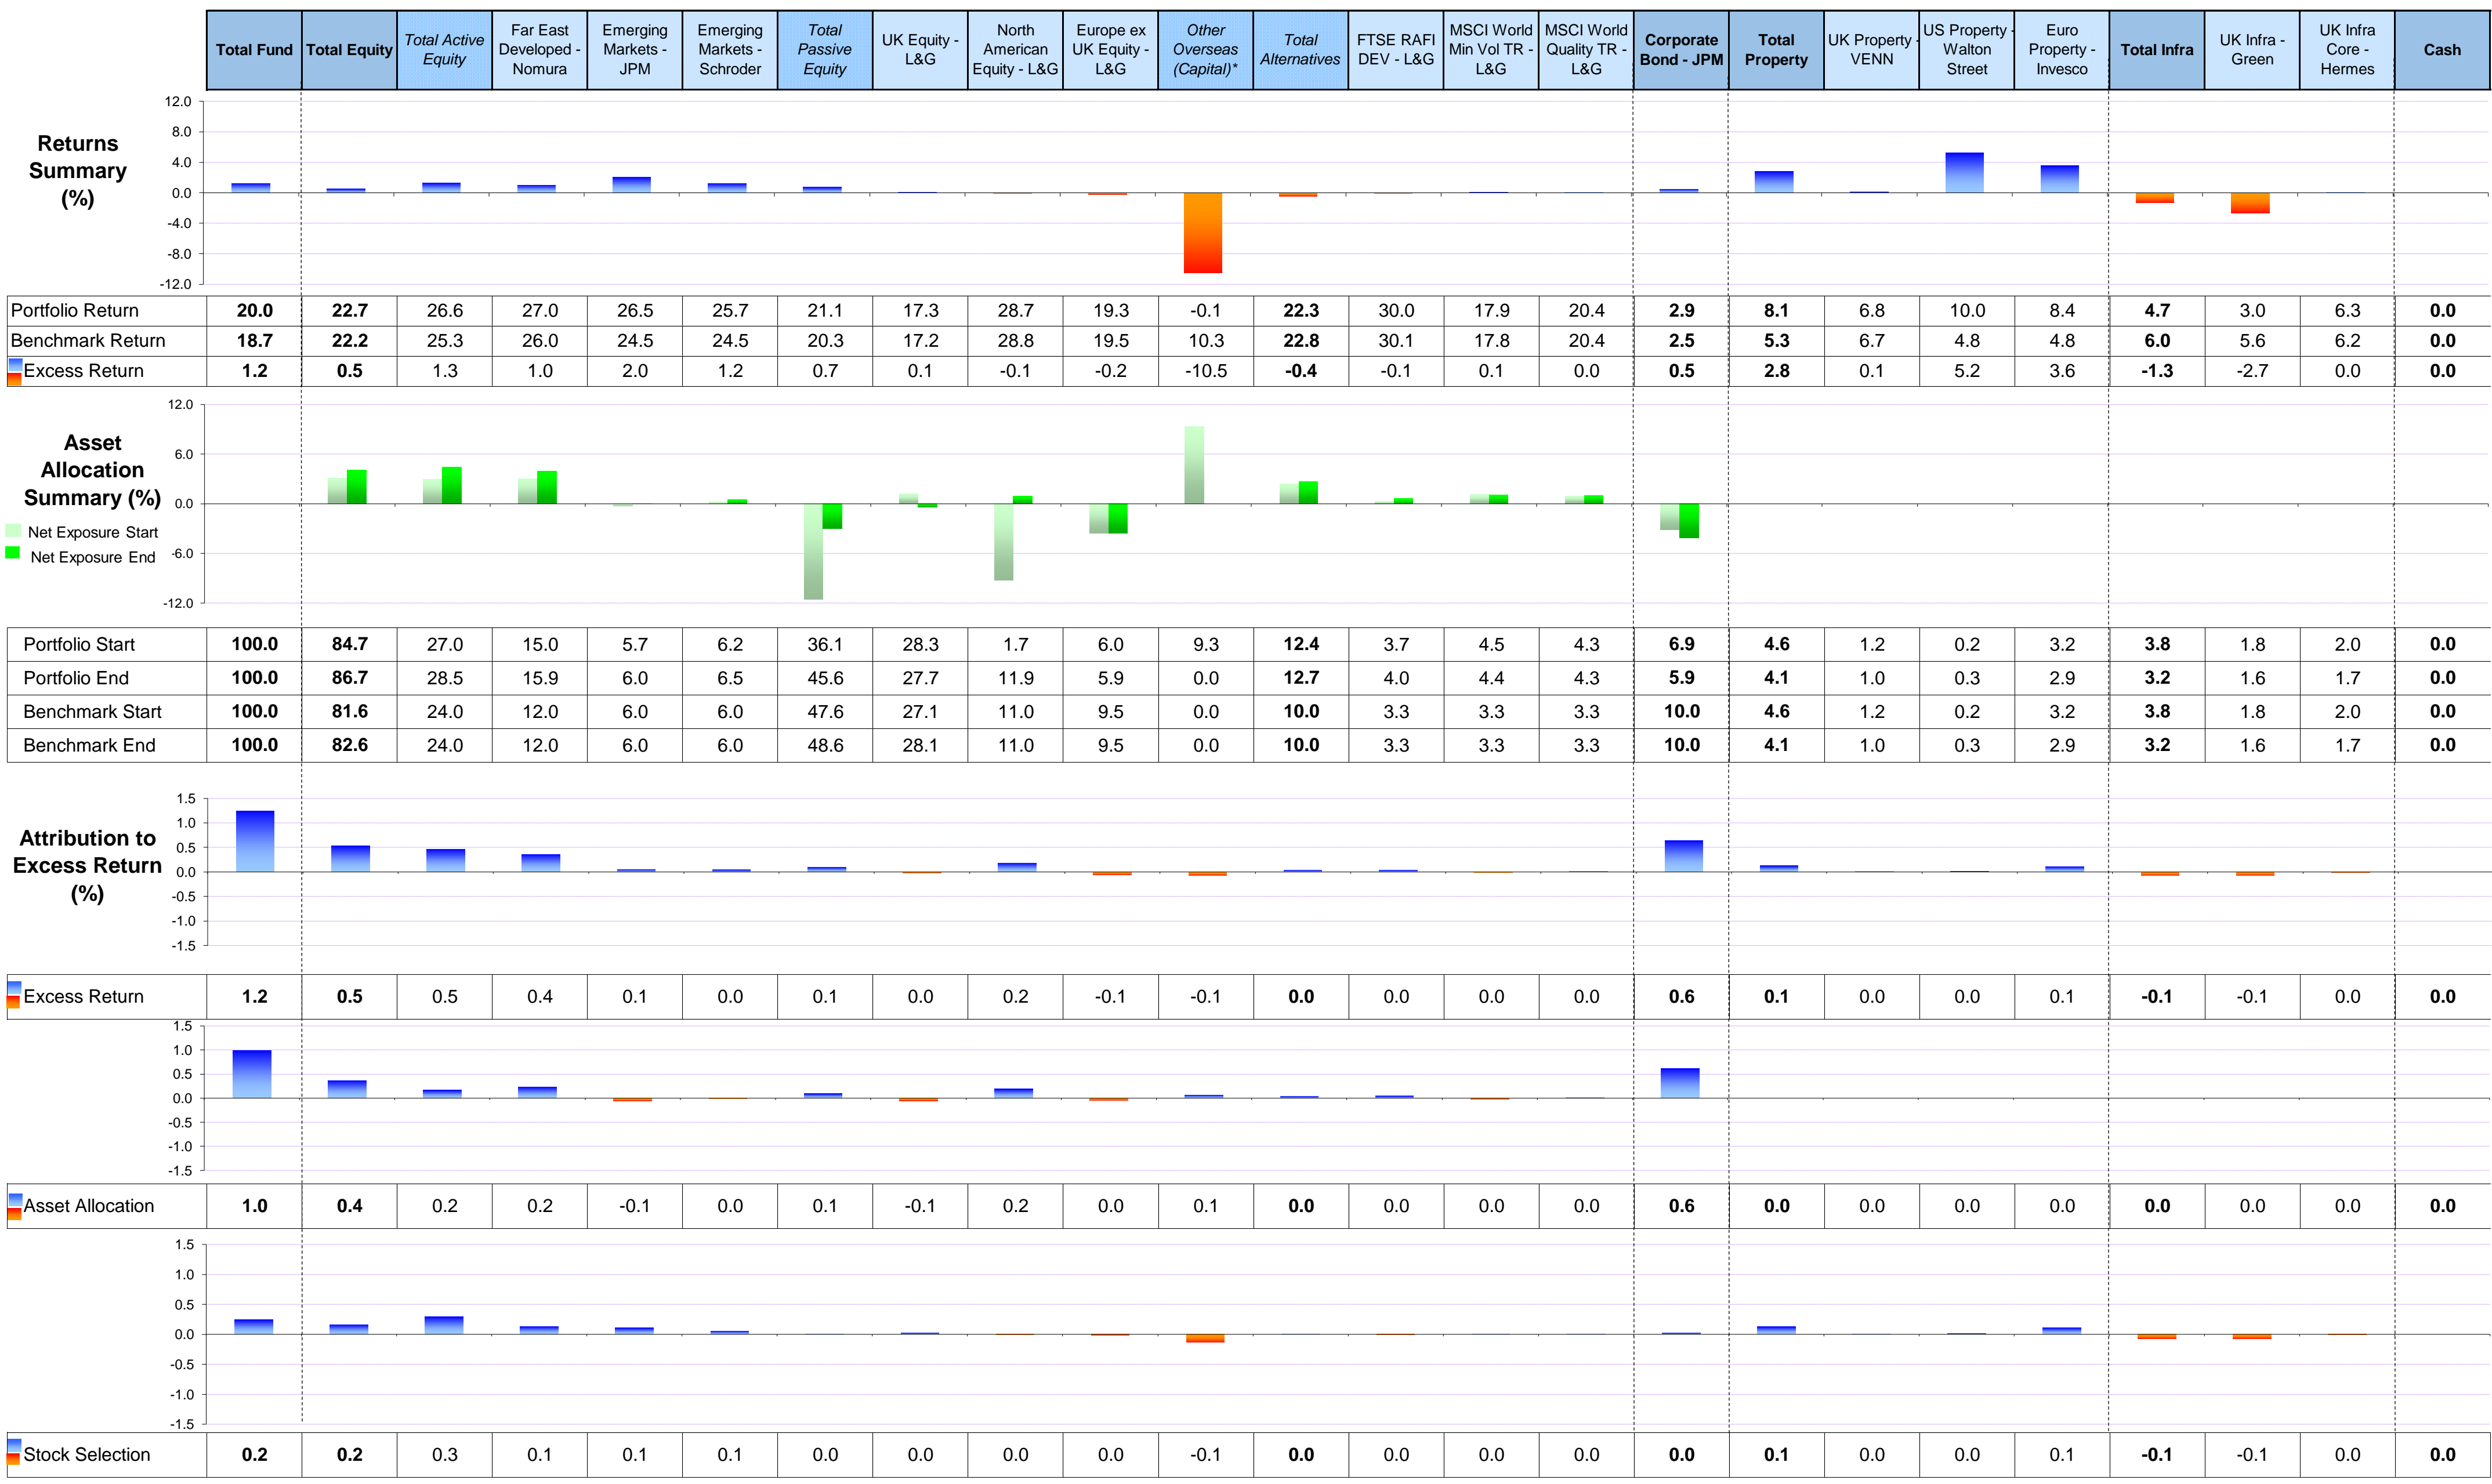 Total Fund Total Equity Total Active Equity Far East Developed - Nomura Emerging Markets - JPM Emerging Markets - Schroder Total Passive Equity UK Equity - L&G North American Equity - L&G Europe ex UK Equity - L&G Other Overseas (Capital)* Total Alternatives FTSE RAFI DEV - L&G MSCI World Min Vol TR - L&G MSCI World Quality TR - L&G Corporate Bond - JPM Total Property UK Property - VENN US Property - Walton Street Euro Property - Invesco Total Infra UK Infra - Green UK Infra Core - Hermes Cash
Returns
Summary
(%)
12.0
8.0
4.0
0.0
-4.0
-8.0
-12.0
Portfolio Return 20.0 22.7 26.6 27.0 26.5 25.7 21.1 17.3 28.7 19.3 -0.1 22.3 30.0 17.9 20.4 2.9 8.1 6.8 10.0 8.4 4.7 3.0 6.3 0.0
Benchmark Return 18.7 22.2 25.3 26.0 24.5 24.5 20.3 17.2 28.8 19.5 10.3 22.8 30.1 17.8 20.4 2.5 5.3 6.7 4.8 4.8 6.0 5.6 6.2 0.0
Excess Return 1.2 0.5 1.3 1.0 2.0 1.2 0.7 0.1 -0.1 -0.2 -10.5 -0.4 -0.1 0.1 0.0 0.5 2.8 0.1 5.2 3.6 -1.3 -2.7 0.0 0.0
Asset
Allocation
Summary (%)
Net Exposure Start
Net Exposure End
12.0
6.0
0.0
-6.0
-12.0
Portfolio Start 100.0 84.7 27.0 15.0 5.7 6.2 36.1 28.3 1.7 6.0 9.3 12.4 3.7 4.5 4.3 6.9 4.6 1.2 0.2 3.2 3.8 1.8 2.0 0.0
Portfolio End 100.0 86.7 28.5 15.9 6.0 6.5 45.6 27.7 11.9 5.9 0.0 12.7 4.0 4.4 4.3 5.9 4.1 1.0 0.3 2.9 3.2 1.6 1.7 0.0
Benchmark Start 100.0 81.6 24.0 12.0 6.0 6.0 47.6 27.1 11.0 9.5 0.0 10.0 3.3 3.3 3.3 10.0 4.6 1.2 0.2 3.2 3.8 1.8 2.0 0.0
Benchmark End 100.0 82.6 24.0 12.0 6.0 6.0 48.6 28.1 11.0 9.5 0.0 10.0 3.3 3.3 3.3 10.0 4.1 1.0 0.3 2.9 3.2 1.6 1.7 0.0
Attribution to
Excess Return
(%)
1.5
1.0
0.5
0.0
-0.5
-1.0
-1.5
Excess Return 1.2 0.5 0.5 0.4 0.1 0.0 0.1 0.0 0.2 -0.1 -0.1 0.0 0.0 0.0 0.0 0.6 0.1 0.0 0.0 0.1 -0.1 -0.1 0.0 0.0
1.5
1.0
0.5
0.0
-0.5
-1.0
-1.5
Asset Allocation 1.0 0.4 0.2 0.2 -0.1 0.0 0.1 -0.1 0.2 0.0 0.1 0.0 0.0 0.0 0.0 0.6 0.0 0.0 0.0 0.0 0.0 0.0 0.0 0.0
1.5
1.0
0.5
0.0
-0.5
-1.0
-1.5
Stock Selection 0.2 0.2 0.3 0.1 0.1 0.1 0.0 0.0 0.0 0.0 -0.1 0.0 0.0 0.0 0.0 0.0 0.1 0.0 0.0 0.1 -0.1 -0.1 0.0 0.0